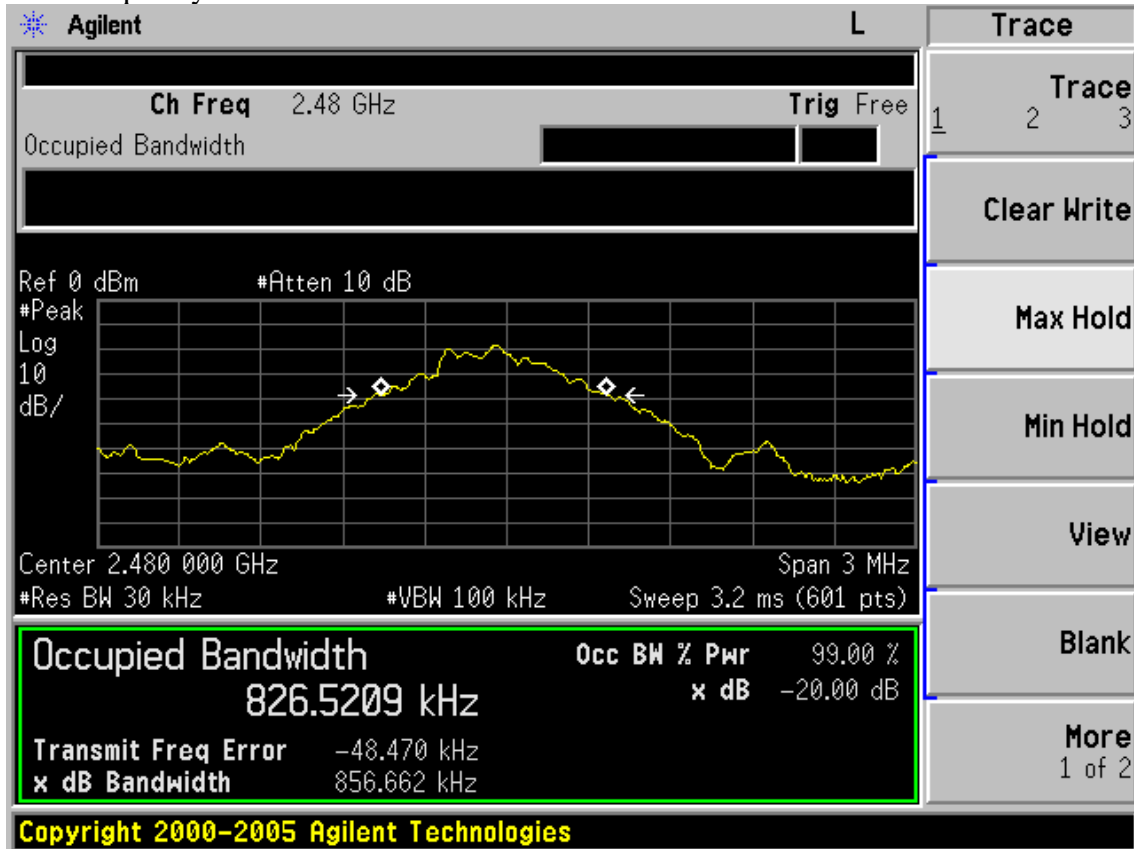 Agilent L Trace
Ch Freq 2.48 GHz Trig Free
Occupied Bandwidth
Trace
1 2 3
Clear Write
Max Hold
Min Hold
View
Blank
More
1 of 2
Ref 0 dBm #Atten 10 dB
#Peak
Log
10
dB/
Center 2.480 000 GHz Span 3 MHz
#Res BW 30 kHz #VBW 100 kHz Sweep 3.2 ms (601 pts)
Occupied Bandwidth Occ BW % Pwr 99.00 %
826.5209 kHz x dB -20.00 dB
Transmit Freq Error -48.470 kHz
x dB Bandwidth 856.662 kHz
Copyright 2000-2005 Agilent Technologies